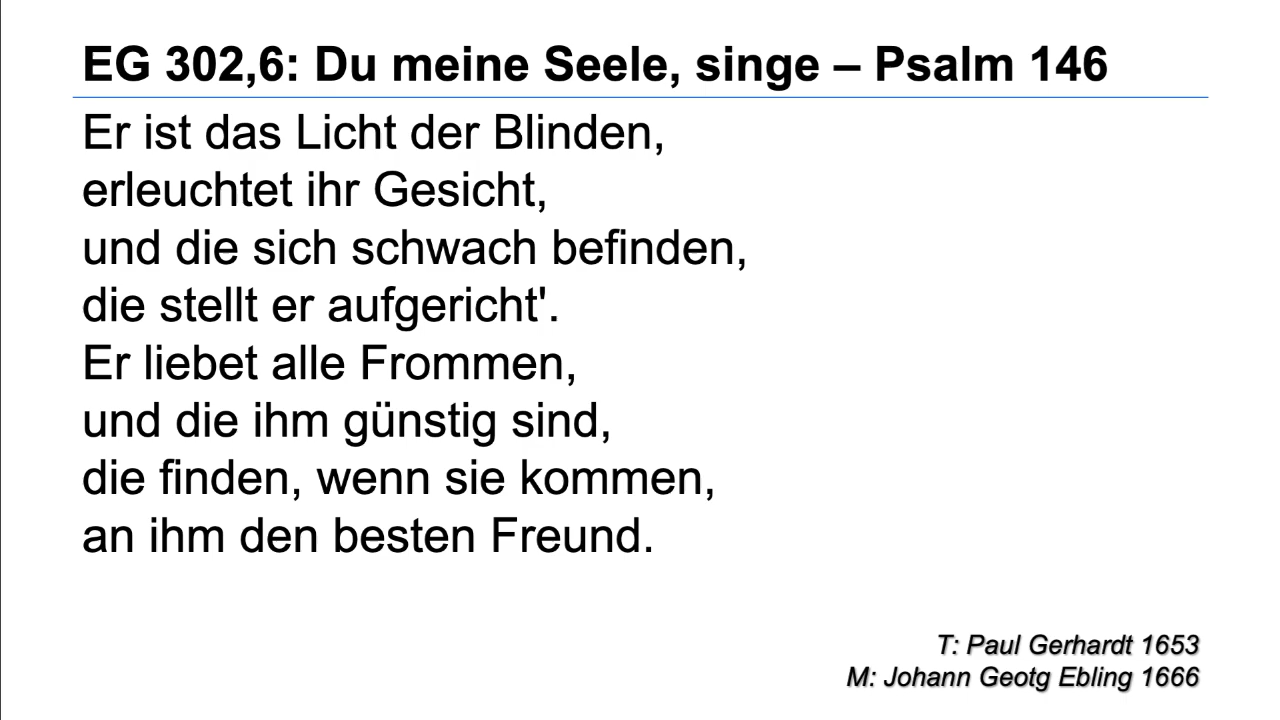 EG 302,6: Du meine Seele, singe – Psalm 146
Er ist das Licht der Blinden,
erleuchtet ihr Gesicht,
und die sich schwach befinden,
die stellt er aufgericht'.
Er liebet alle Frommen,
und die ihm günstig sind,
die finden, wenn sie kommen,
an ihm den besten Freund.
T: Paul Gerhardt 1653
M: Johann Geotg Ebling 1666